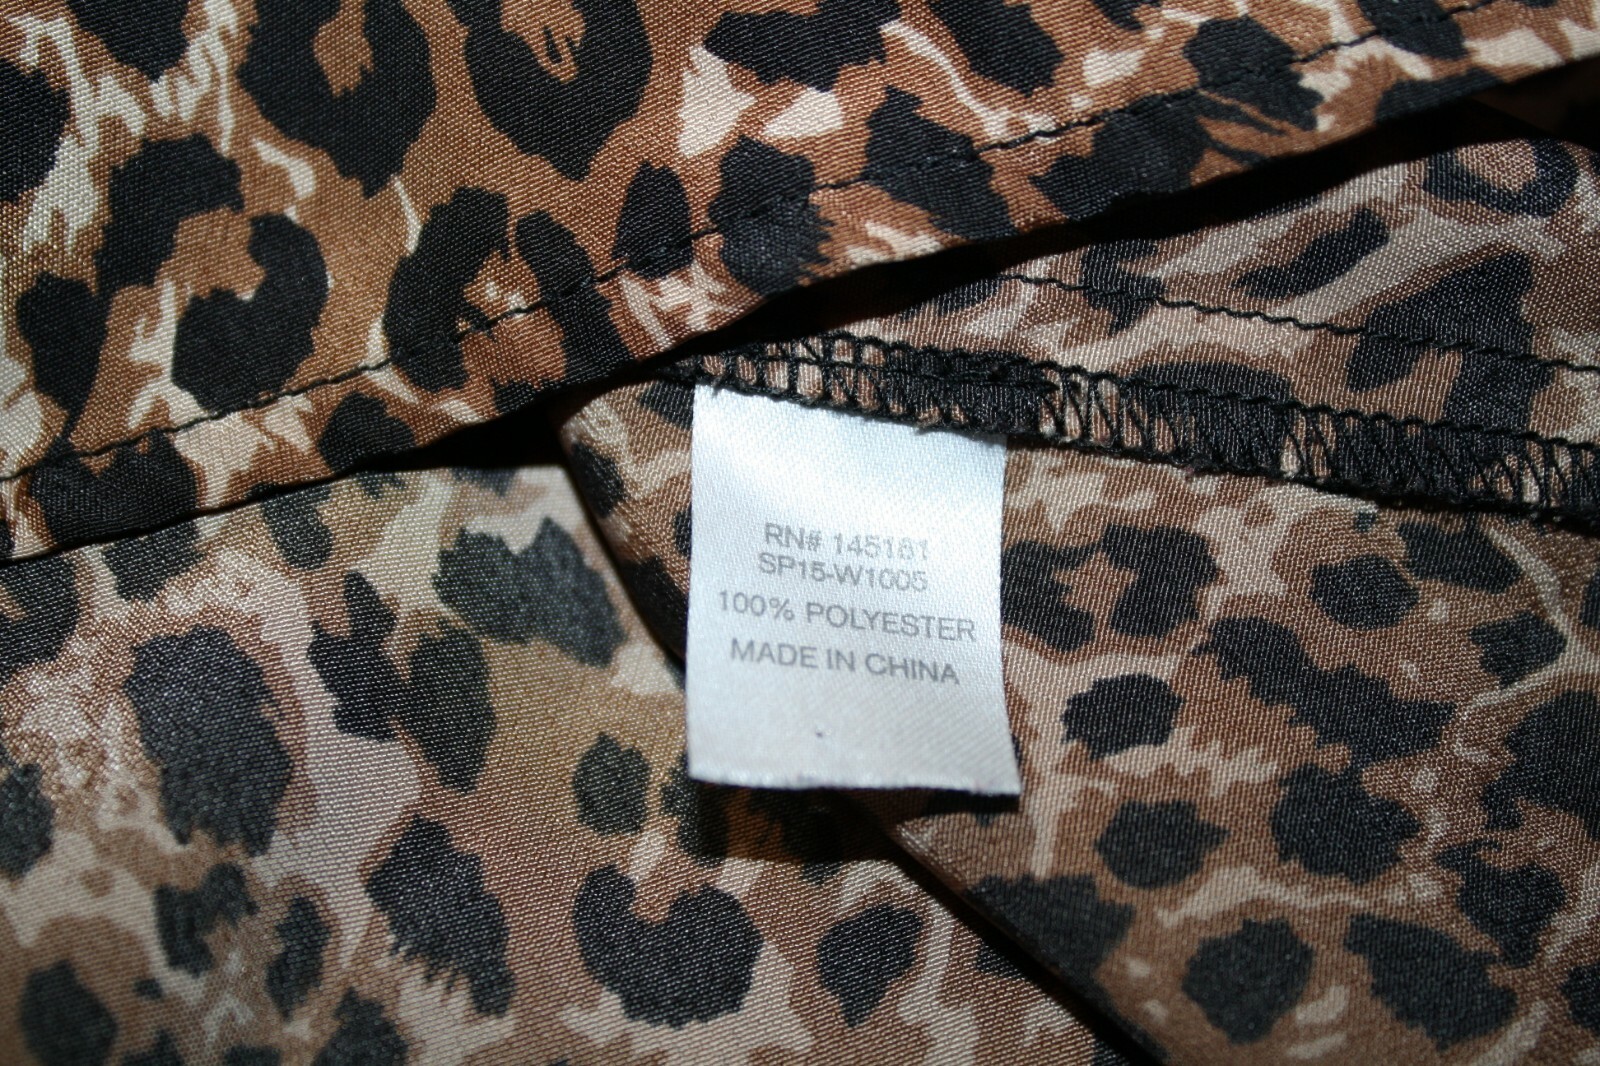 RN# 145181
SP15-W1005
100% POLYESTER
MADE IN CHINA